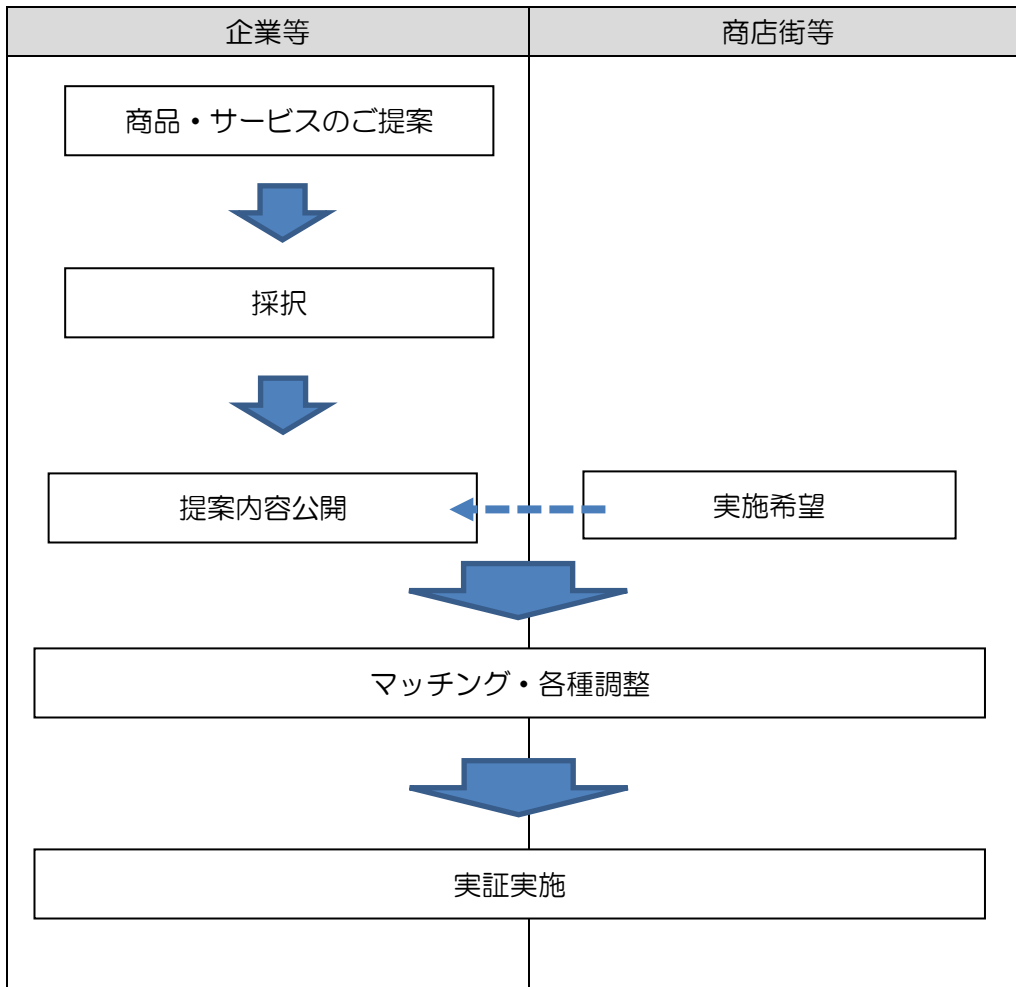 企業等
商店街等
商品・サービスのご提案
採択
提案内容公開
実施希望
マッチング・各種調整
実証実施